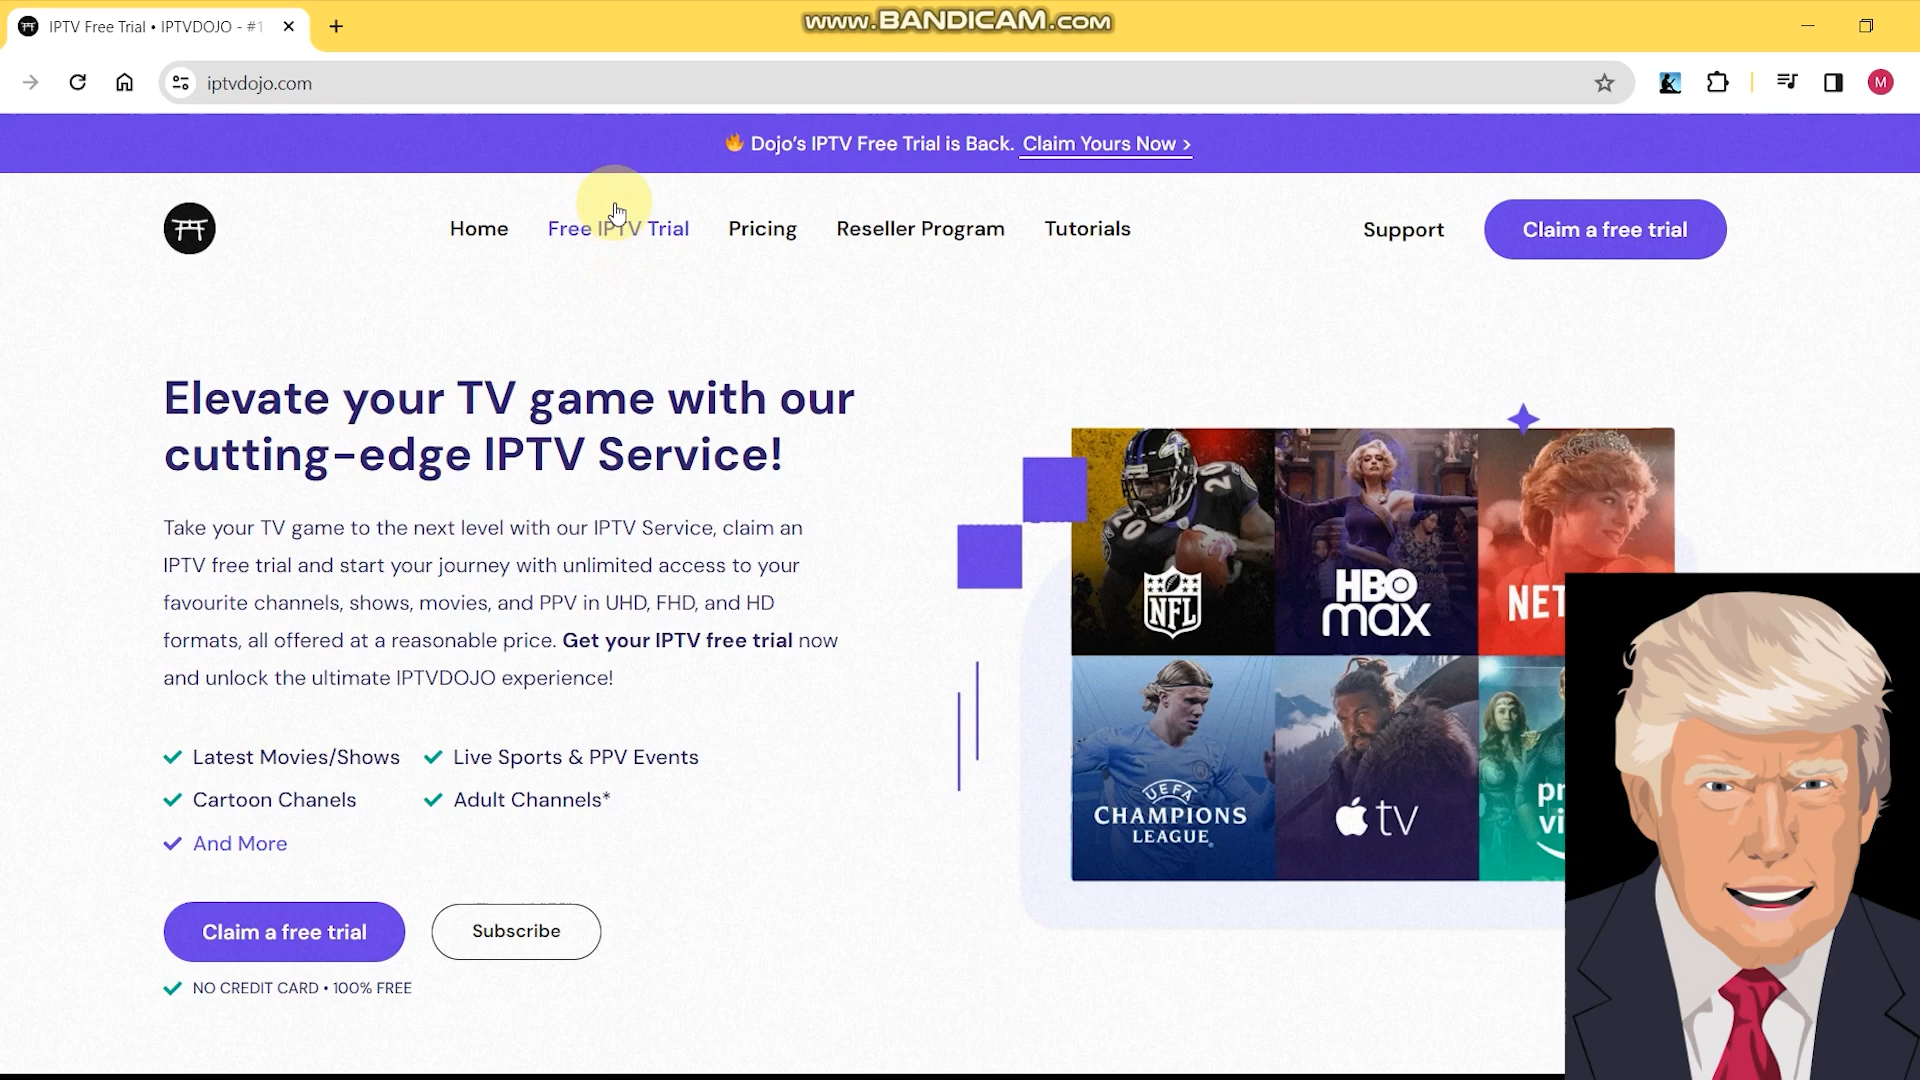 IPTV Free Trial • IPTVDOJO - #1
www.BANDICAM.com
iptvdojo.com
M
🔥 Dojo's IPTV Free Trial is Back. Claim Yours Now >
Home
Free IPTV Trial
Pricing
Reseller Program
Tutorials
Support
Claim a free trial
Elevate your TV game with our
cutting-edge IPTV Service!
Take your TV game to the next level with our IPTV Service, claim an
IPTV free trial and start your journey with unlimited access to your
favourite channels, shows, movies, and PPV in UHD, FHD, and HD
formats, all offered at a reasonable price. Get your IPTV free trial now
and unlock the ultimate IPTVDOJO experience!
Latest Movies/Shows
Live Sports & PPV Events
Cartoon Chanels
Adult Channels*
And More
Claim a free trial
Subscribe
NO CREDIT CARD • 100% FREE
20
20
NFL
HBO
max
NET
UEFA
CHAMPIONS
LEAGUE
tv
pr
vi